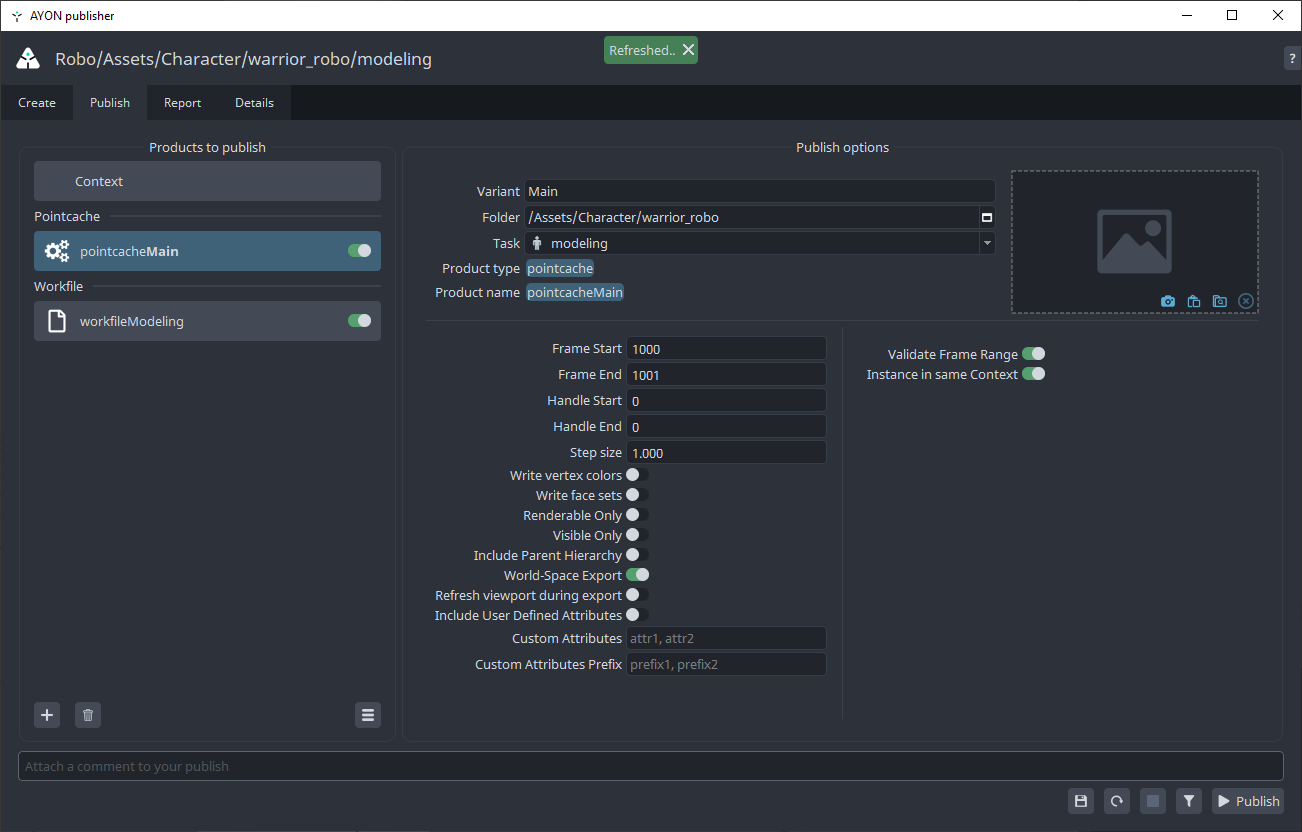 AYON publisher
Robo/Assets/Character/warrior_robo/modeling
Refreshed..
?
Create
Publish
Report
Details
Products to publish
Context
Pointcache
pointcacheMain
Workfile
workfileModeling
Publish options
Variant Main
Folder /Assets/Character/warrior_robo
Task modeling
Product type pointcache
Product name pointcacheMain
Frame Start 1000
Frame End 1001
Handle Start 0
Handle End 0
Step size 1.000
Write vertex colors
Write face sets
Renderable Only
Visible Only
Include Parent Hierarchy
World-Space Export
Refresh viewport during export
Include User Defined Attributes
Custom Attributes attr1, attr2
Custom Attributes Prefix prefix1, prefix2
Validate Frame Range
Instance in same Context
Attach a comment to your publish
Publish